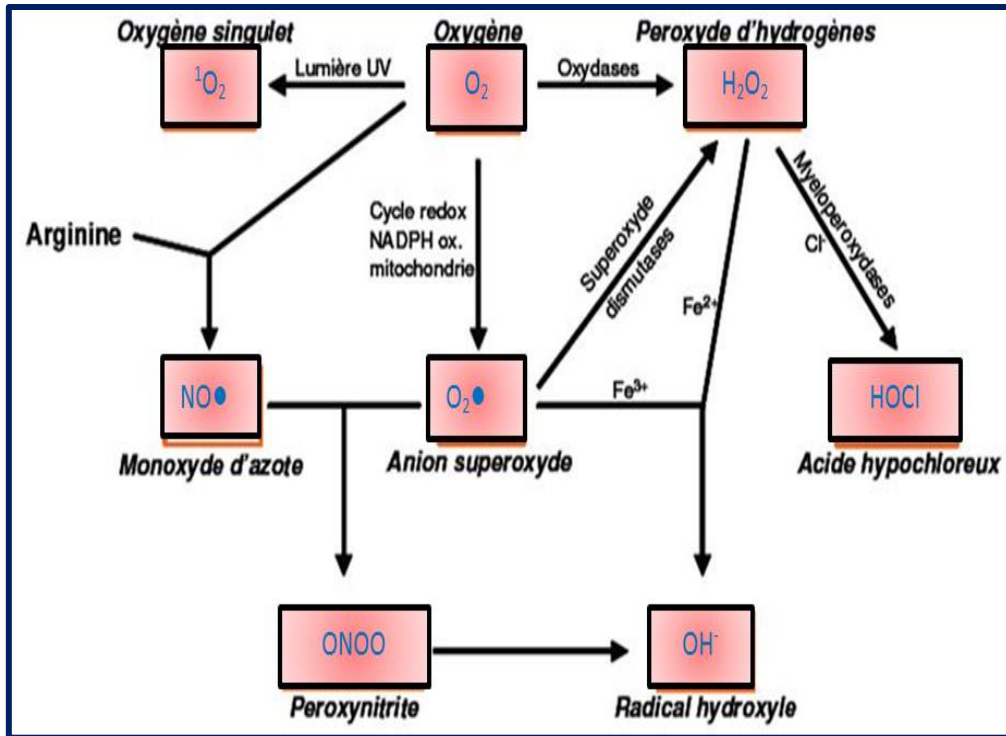 Oxygène singulet
Oxygène
Peroxyde d'hydrogènes
¹O₂
Lumière UV
O₂
Oxydases
H₂O₂
Arginine
Cycle redox
NADPH ox.
mitochondrie
Superoxyde
dismutases
Fe²⁺
Myeloperoxydases
Cl⁻
NO●
O₂●
Fe³⁺
HOCl
Monoxyde d'azote
Anion superoxyde
Acide hypochloreux
ONOO
OH⁻
Peroxynitrite
Radical hydroxyle